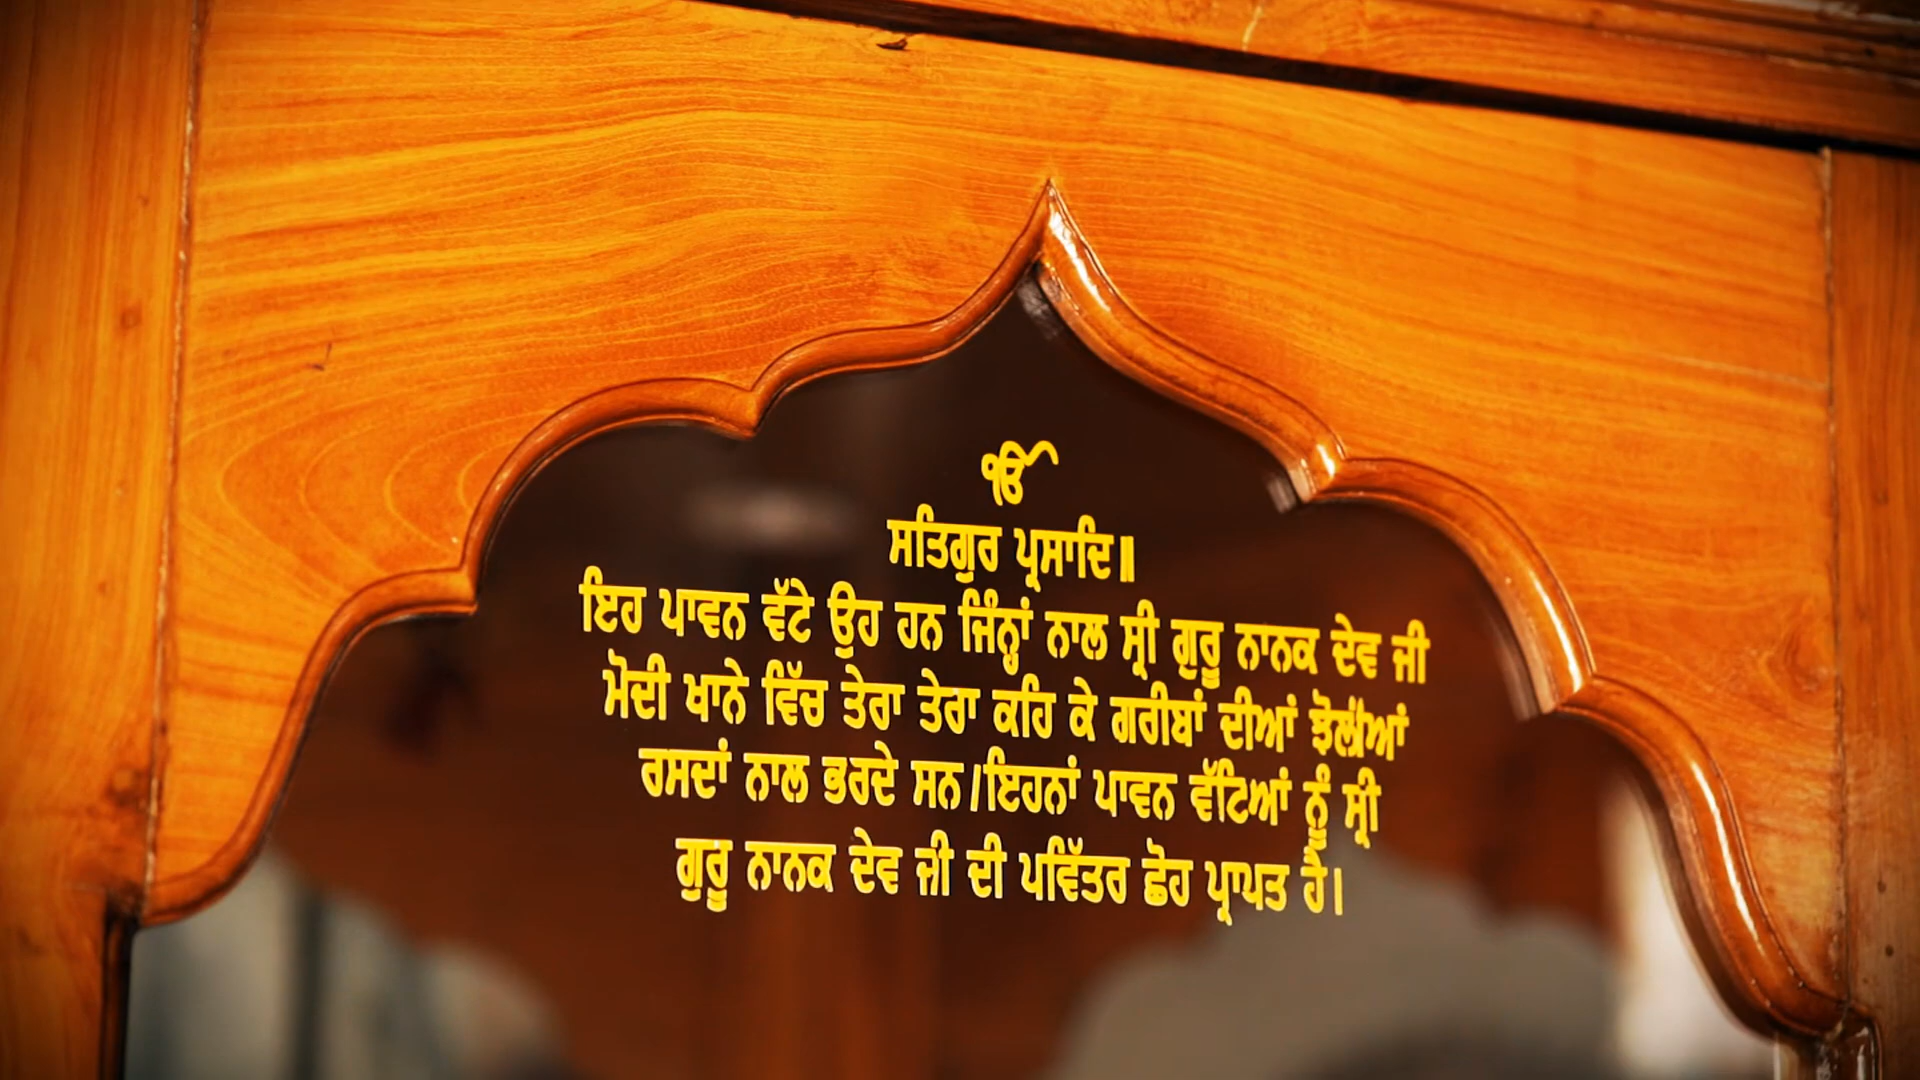 ੴ
ਸਤਿਗੁਰ ਪ੍ਰਸਾਦਿ॥
ਇਹ ਪਾਵਨ ਵੱਟੇ ਉਹ ਹਨ ਜਿੰਨ੍ਹਾਂ ਨਾਲ ਸ੍ਰੀ ਗੁਰੂ ਨਾਨਕ ਦੇਵ ਜੀ
ਮੋਦੀ ਖਾਨੇ ਵਿੱਚ ਤੇਰਾ ਤੇਰਾ ਕਹਿ ਕੇ ਗਰੀਬਾਂ ਦੀਆਂ ਝੋਲੀਆਂ
ਰਸਦਾਂ ਨਾਲ ਭਰਦੇ ਸਨ/ਇਹਨਾਂ ਪਾਵਨ ਵੱਟਿਆਂ ਨੂੰ ਸ੍ਰੀ
ਗੁਰੂ ਨਾਨਕ ਦੇਵ ਜੀ ਦੀ ਪਵਿੱਤਰ ਛੋਹ ਪ੍ਰਾਪਤ ਹੈ।